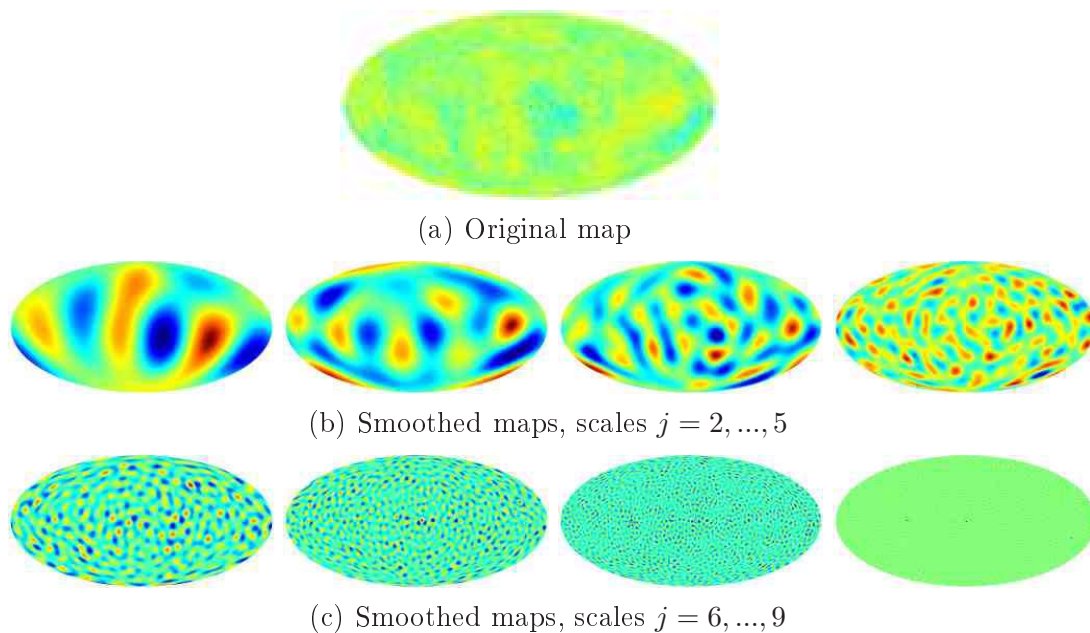 (a) Original map
(b) Smoothed maps, scales j = 2, ..., 5
(c) Smoothed maps, scales j = 6, ..., 9